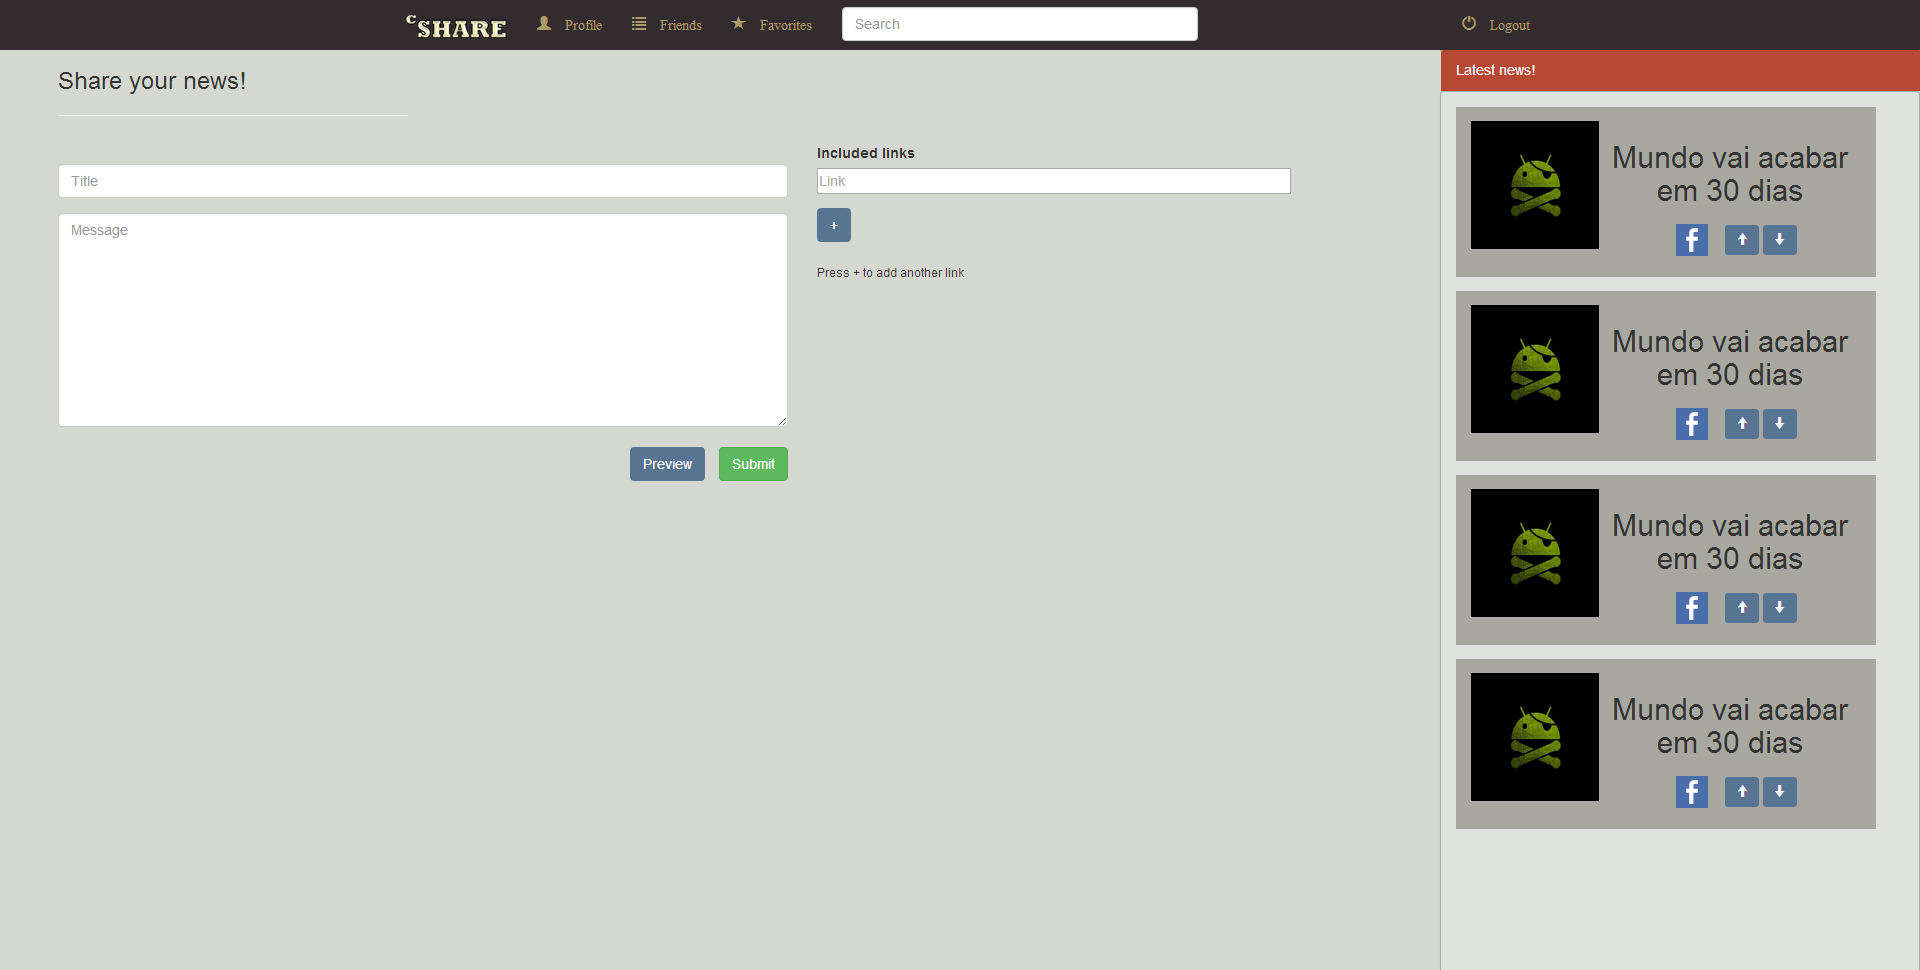 cSHARE Profile Friends Favorites Search Logout
Share your news!
Title
Message
Preview Submit
Included links
Link
+
Press + to add another link
Latest news!
Mundo vai acabar
em 30 dias
f
Mundo vai acabar
em 30 dias
f
Mundo vai acabar
em 30 dias
f
Mundo vai acabar
em 30 dias
f